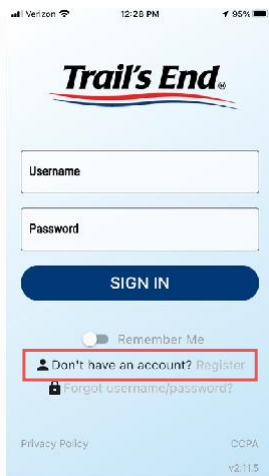 Verizon 12:28 PM 95%
Trail's End®
Username
Password
SIGN IN
Remember Me
Don't have an account? Register
Forgot username/password?
Privacy Policy CCPA
v2.11.5